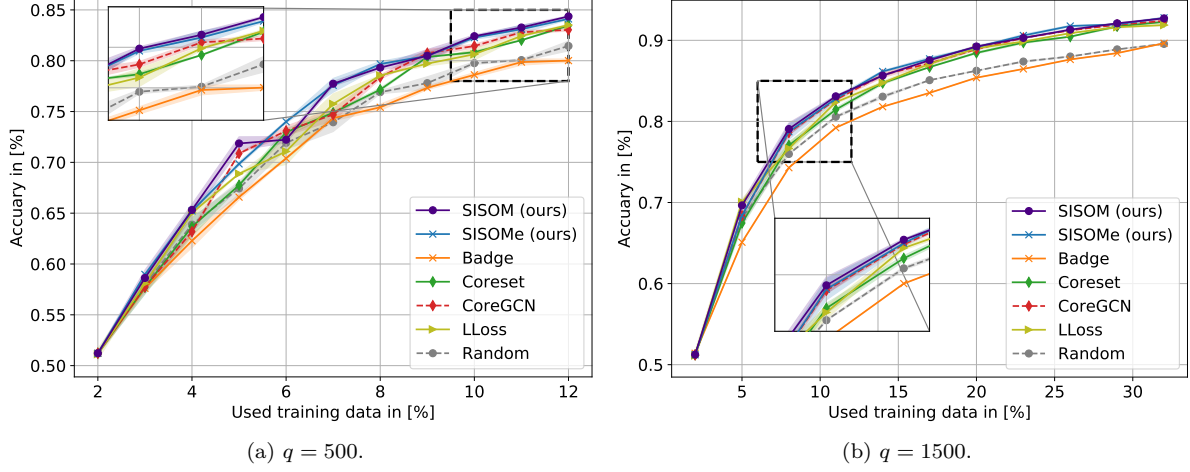 0.85
0.80
0.75
0.70
0.65
0.60
0.55
0.50
Accuary in [%]
2 4 6 8 10 12
Used training data in [%]
SISOM (ours)
SISOMe (ours)
Badge
Coreset
CoreGCN
LLoss
Random
(a) q = 500.
0.9
0.8
0.7
0.6
0.5
Accuary in [%]
5 10 15 20 25 30
Used training data in [%]
SISOM (ours)
SISOMe (ours)
Badge
Coreset
CoreGCN
LLoss
Random
(b) q = 1500.